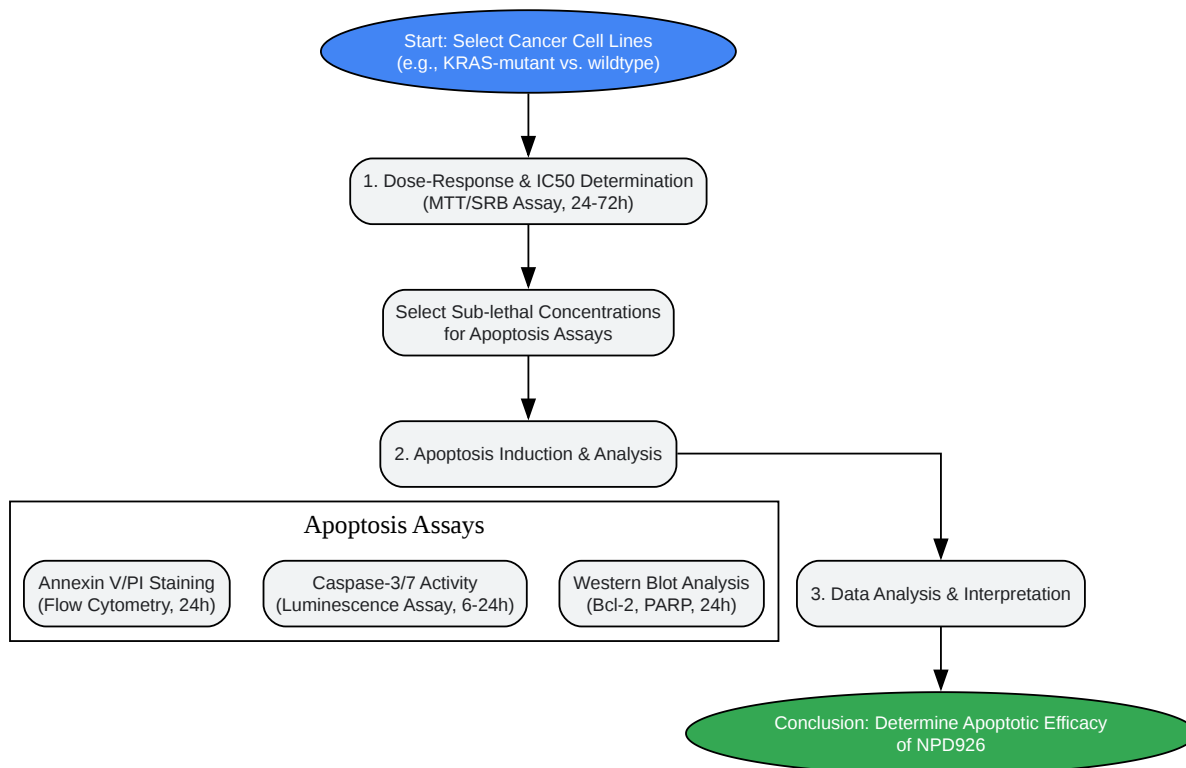 Start: Select Cancer Cell Lines
(e.g., KRAS-mutant vs. wildtype)
1. Dose-Response & IC50 Determination
(MTT/SRB Assay, 24-72h)
Select Sub-lethal Concentrations
for Apoptosis Assays
2. Apoptosis Induction & Analysis
Apoptosis Assays
Annexin V/PI Staining
(Flow Cytometry, 24h)
Caspase-3/7 Activity
(Luminescence Assay, 6-24h)
Western Blot Analysis
(Bcl-2, PARP, 24h)
3. Data Analysis & Interpretation
Conclusion: Determine Apoptotic Efficacy
of NPD926